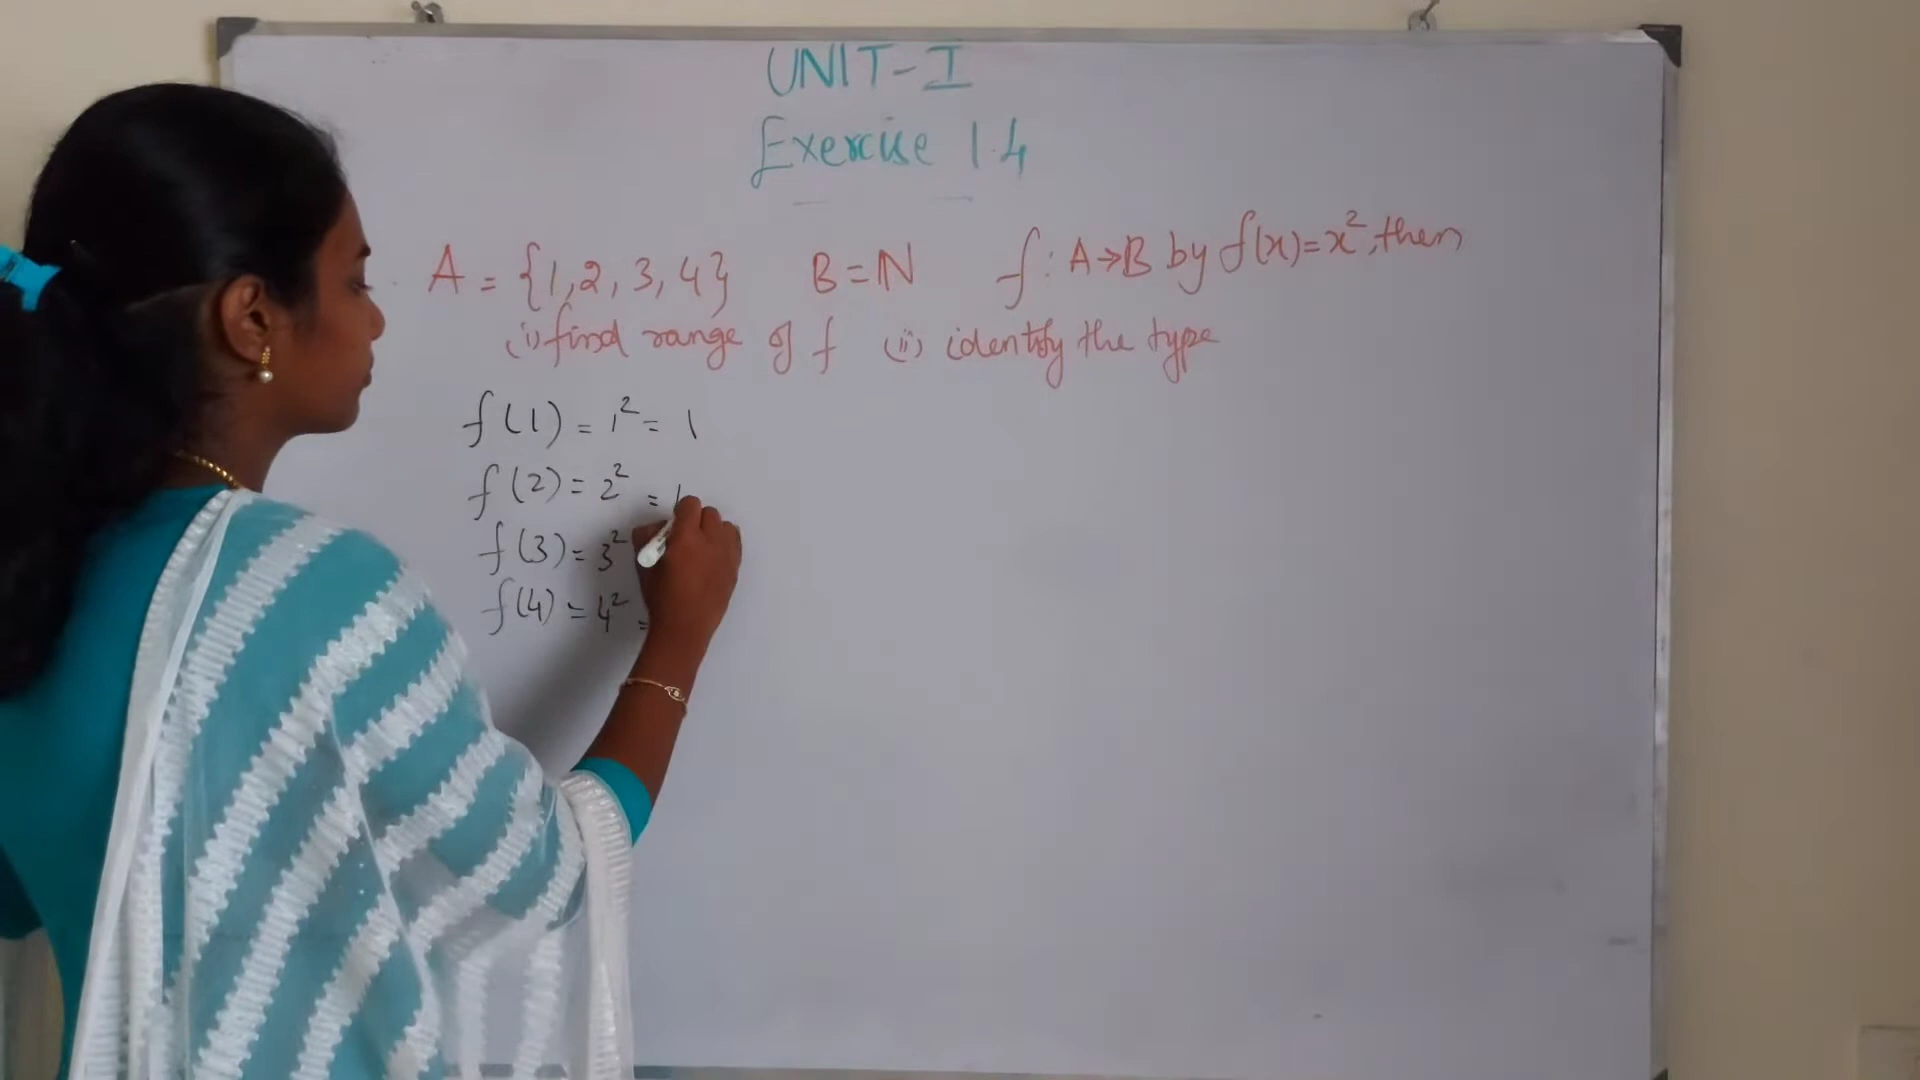 UNIT-I
Exercise 1.4
A = {1,2,3,4} B = ℕ f : A→B by f(x)=x², then
(i) find range of f (ii) identify the type
f(1) = 1² = 1
f(2) = 2² =
f(3) = 3²
f(4) = 4² =